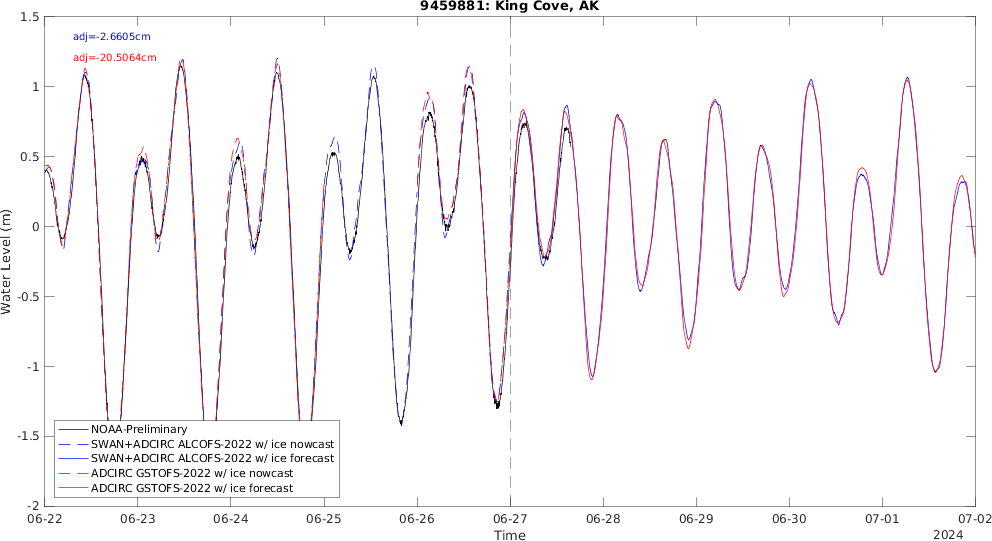 9459881: King Cove, AK
adj=-2.6605cm
adj=-20.5064cm
Water Level (m)
1.5
1
0.5
0
-0.5
-1
-1.5
-2
NOAA-Preliminary
SWAN+ADCIRC ALCOFS-2022 w/ ice nowcast
SWAN+ADCIRC ALCOFS-2022 w/ ice forecast
ADCIRC GSTOFS-2022 w/ ice nowcast
ADCIRC GSTOFS-2022 w/ ice forecast
06-22 06-23 06-24 06-25 06-26 06-27 06-28 06-29 06-30 07-01 07-02
Time
2024